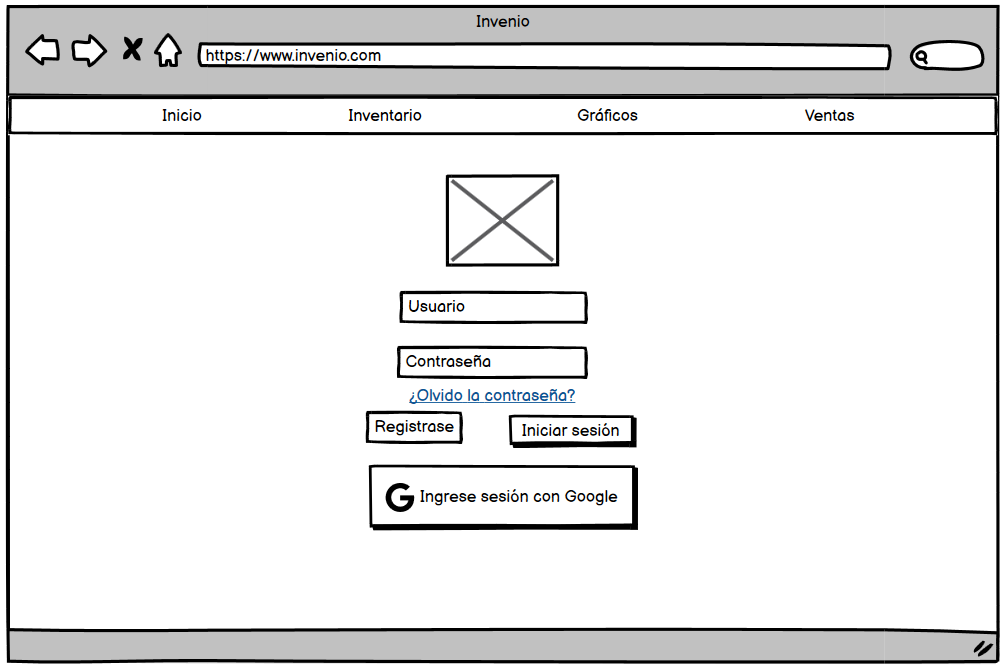 Invenio
https://www.invenio.com
Inicio Inventario Gráficos Ventas
Usuario
Contraseña
¿Olvido la contraseña?
Registrase Iniciar sesión
G Ingrese sesión con Google